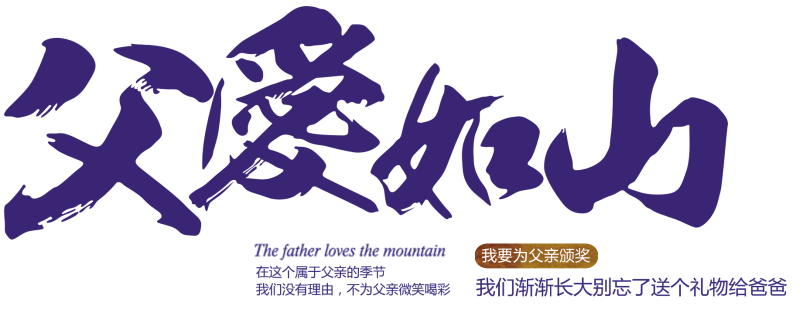 父愛如山
The father loves the mountain
在这个属于父亲的季节
我们没有理由，不为父亲微笑喝彩
我要为父亲颁奖
我们渐渐长大别忘了送个礼物给爸爸